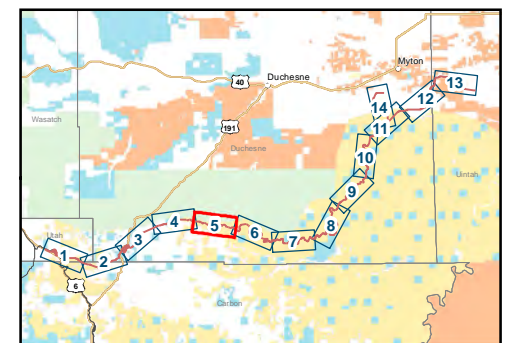 Myton
40
Duchesne
13
14
12
Wasatch
191
11
Duchesne
Uintah
10
9
Utah
4
5
8
3
6
7
1
2
6
Carbon